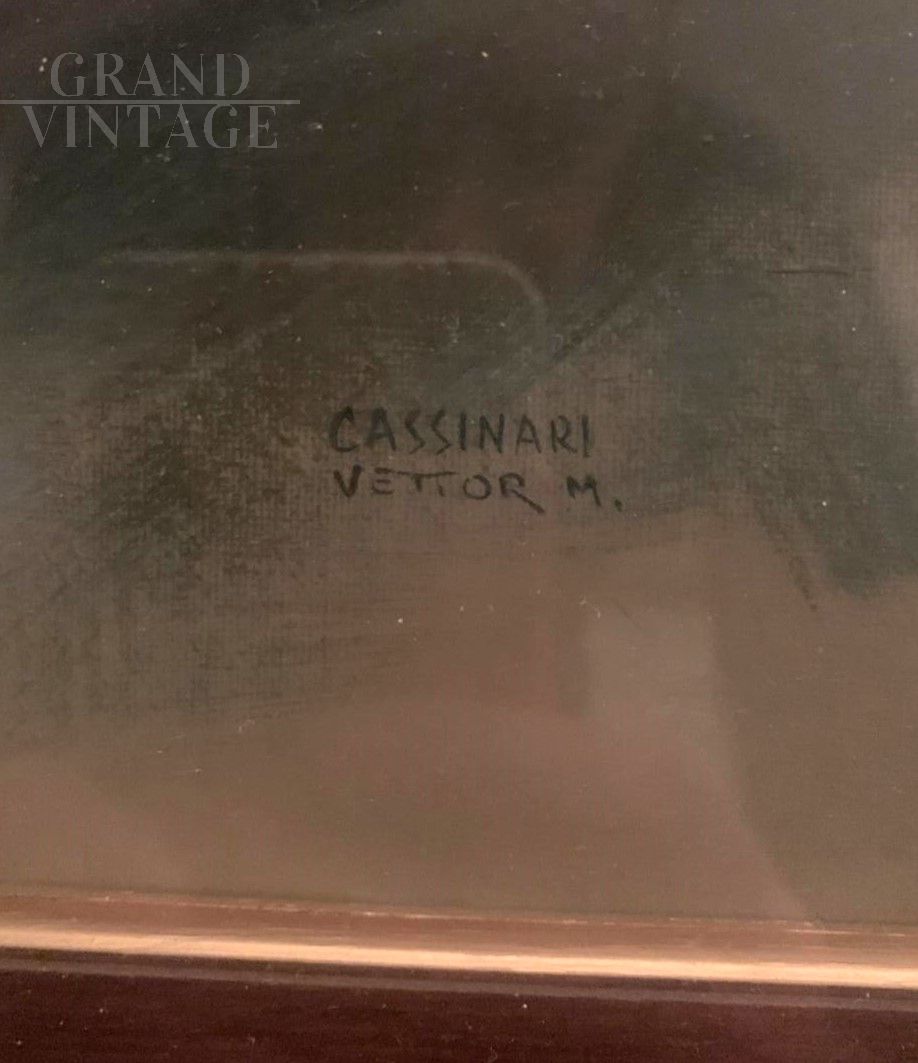 GRAND
VINTAGE
CASSINARI
VETTOR M.